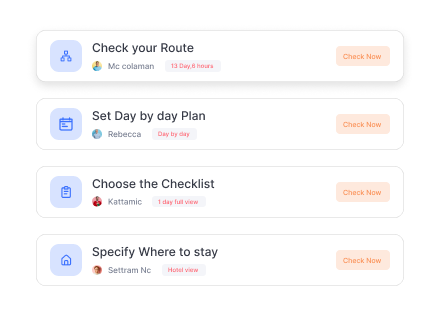 Check your Route
Mc colaman 13 Day,6 hours
Check Now
Set Day by day Plan
Rebecca Day by day
Check Now
Choose the Checklist
Kattamic 1 day full view
Check Now
Specify Where to stay
Settram Nc Hotel view
Check Now